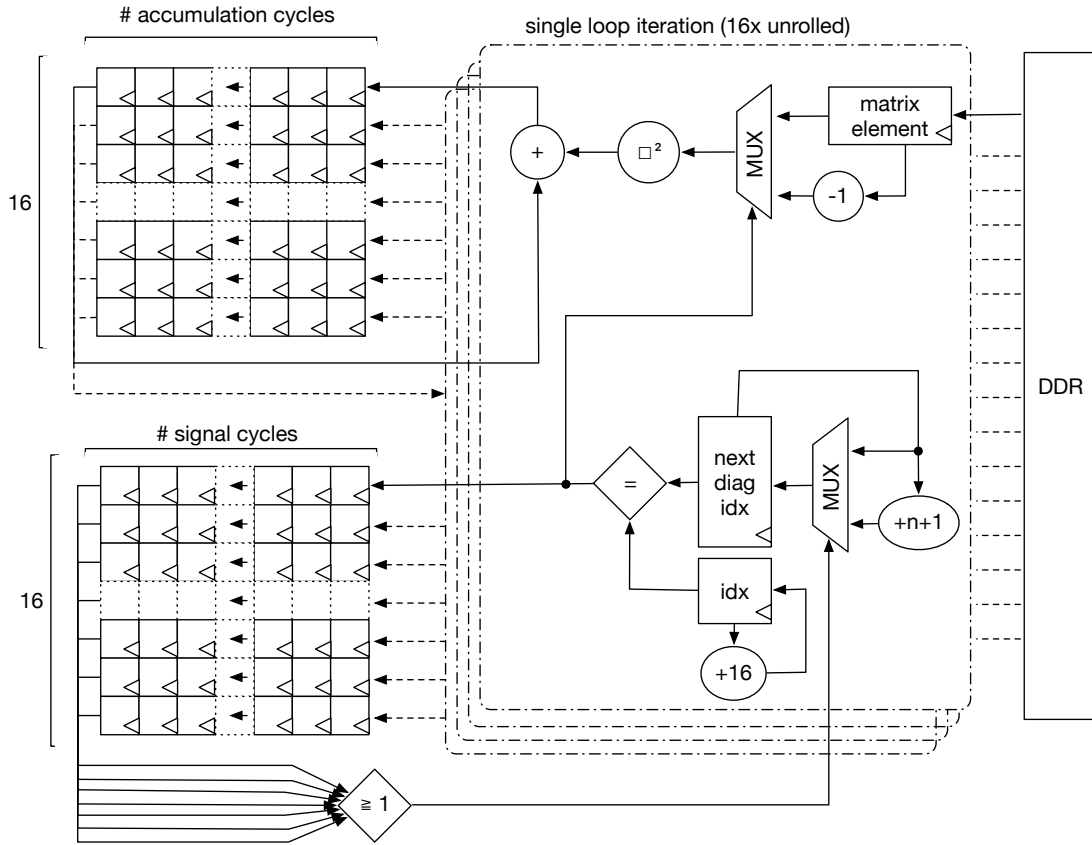 # accumulation cycles
single loop iteration (16x unrolled)
matrix
element
MUX
+
□²
-1
16
DDR
# signal cycles
next
diag
idx
MUX
=
+n+1
idx
16
+16
≧ 1